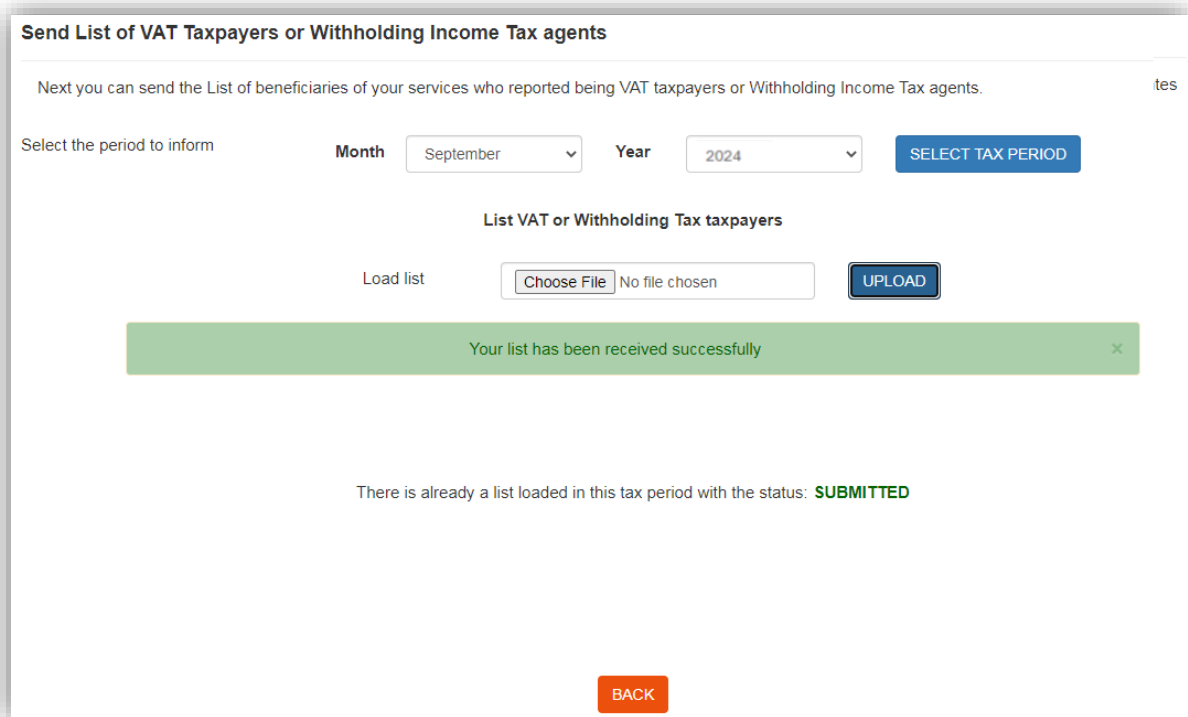 Send List of VAT Taxpayers or Withholding Income Tax agents
Next you can send the List of beneficiaries of your services who reported being VAT taxpayers or Withholding Income Tax agents.
tes
Select the period to inform Month September Year 2024 SELECT TAX PERIOD
List VAT or Withholding Tax taxpayers
Load list Choose File No file chosen UPLOAD
Your list has been received successfully ×
There is already a list loaded in this tax period with the status: SUBMITTED
BACK